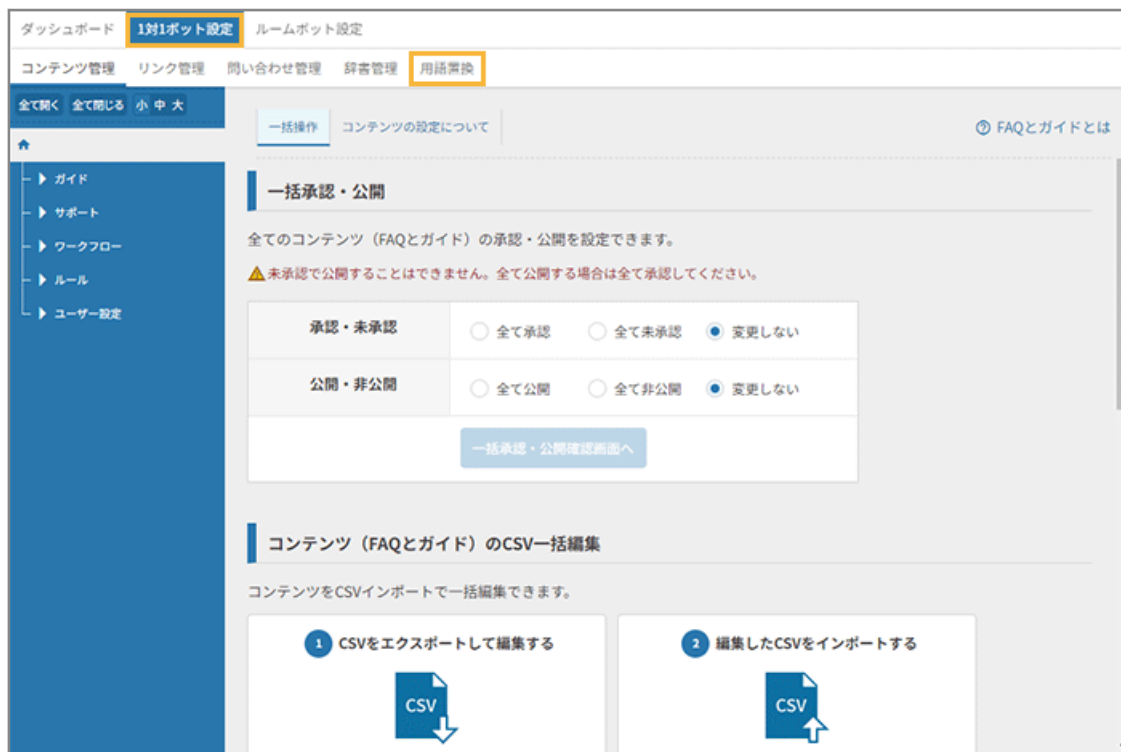 ダッシュボード 1対1ボット設定 ルームボット設定
コンテンツ管理 リンク管理 問い合わせ管理 辞書管理 用語置換
全て開く 全て閉じる 小 中 大
ガイド
サポート
ワークフロー
ルール
ユーザー設定
一括操作 コンテンツの設定について
FAQとガイドとは
一括承認・公開
全てのコンテンツ（FAQとガイド）の承認・公開を設定できます。
未承認で公開することはできません。全て公開する場合は全て承認してください。
承認・未承認 全て承認 全て未承認 変更しない
公開・非公開 全て公開 全て非公開 変更しない
一括承認・公開確認画面へ
コンテンツ（FAQとガイド）のCSV一括編集
コンテンツをCSVインポートで一括編集できます。
1 CSVをエクスポートして編集する
CSV
2 編集したCSVをインポートする
CSV